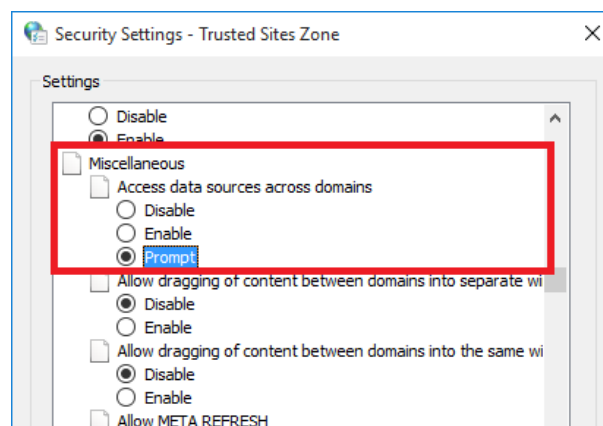 Security Settings - Trusted Sites Zone
Settings
Disable
Enable
Miscellaneous
Access data sources across domains
Disable
Enable
Prompt
Allow dragging of content between domains into separate wi
Disable
Enable
Allow dragging of content between domains into the same wi
Disable
Enable
Allow META REFRESH